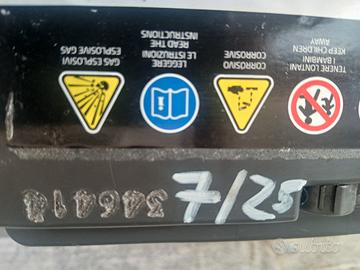 TENERE LONTANI
I BAMBINI
KEEP CHILDREN
AWAY
CORROSIVO
CORROSIVE
LEGGERE
LE ISTRUZIONI
READ THE
INSTRUCTIONS
GAS ESPLOSIVI
EXPLOSIVE GAS
7/25
subito